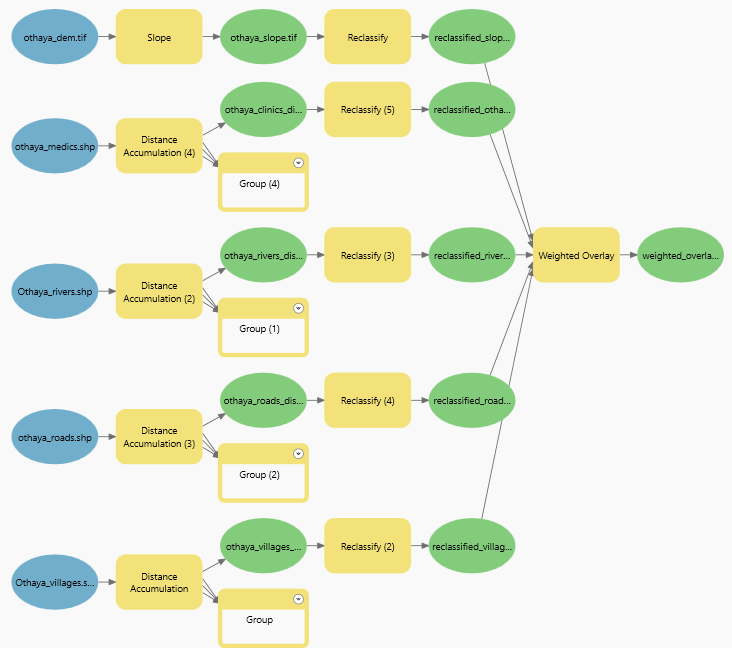 othaya_dem.tif
Slope
othaya_slope.tif
Reclassify
reclassified_slop...
othaya_medics.shp
Distance
Accumulation (4)
othaya_clinics_di...
Reclassify (5)
reclassified_otha...
Group (4)
Othaya_rivers.shp
Distance
Accumulation (2)
othaya_rivers_dis...
Reclassify (3)
reclassified_river...
Weighted Overlay
weighted_overla...
Group (1)
othaya_roads.shp
Distance
Accumulation (3)
othaya_roads_dis...
Reclassify (4)
reclassified_road...
Group (2)
Othaya_villages.s...
Distance
Accumulation
othaya_villages_...
Reclassify (2)
reclassified_villag...
Group